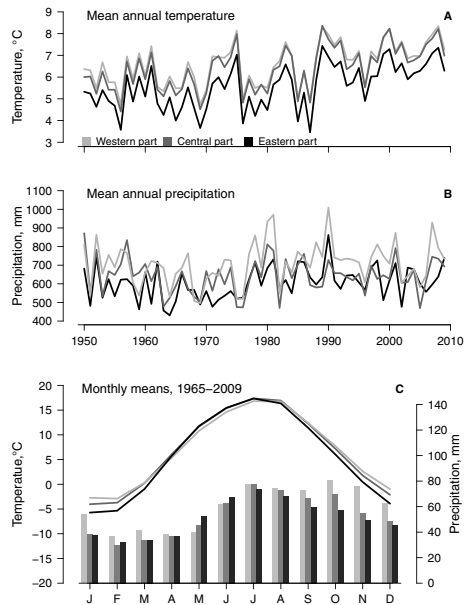 Mean annual temperature
A
Temperature, °C
9
8
7
6
5
4
3
Western part Central part Eastern part
Mean annual precipitation
B
Precipitation, mm
1100
1000
900
800
700
600
500
400
1950 1960 1970 1980 1990 2000 2010
Monthly means, 1965–2009
C
Temperature,°C
20
15
10
5
0
−5
−10
−15
−20
Precipitation, mm
140
120
100
80
60
40
20
0
J F M A M J J A S O N D